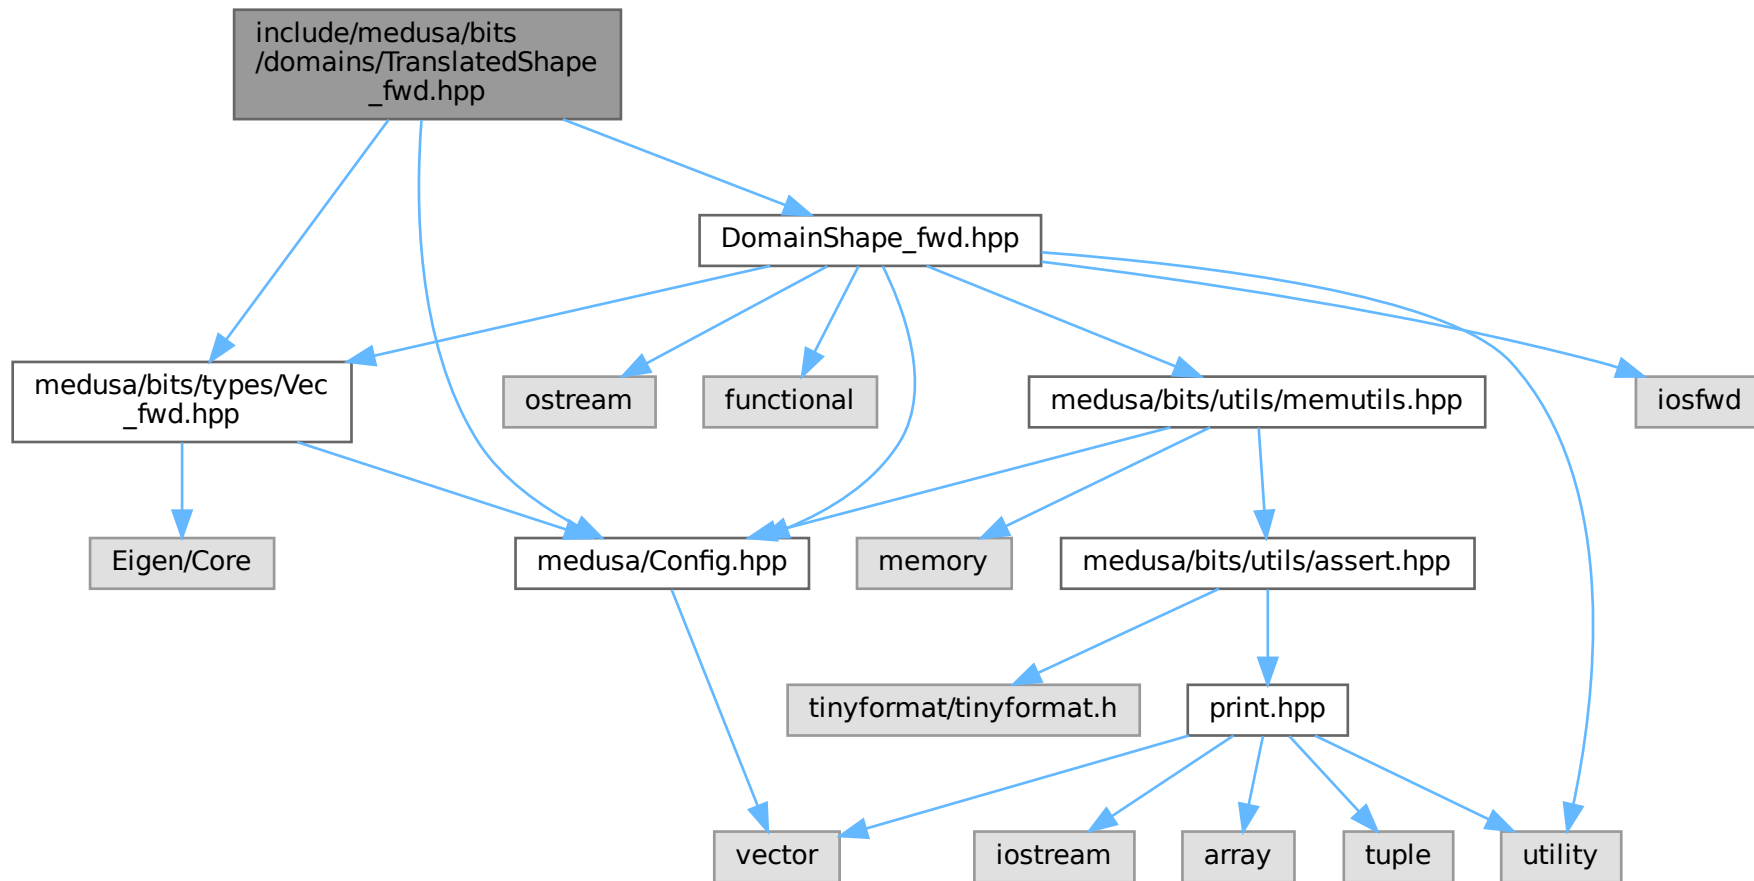 include/medusa/bits
/domains/TranslatedShape
_fwd.hpp
DomainShape_fwd.hpp
medusa/bits/types/Vec
_fwd.hpp
ostream
functional
medusa/bits/utils/memutils.hpp
iosfwd
Eigen/Core
medusa/Config.hpp
memory
medusa/bits/utils/assert.hpp
tinyformat/tinyformat.h
print.hpp
vector
iostream
array
tuple
utility